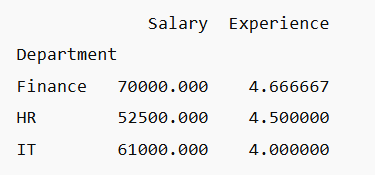 Salary Experience
Department
Finance 70000.000 4.666667
HR 52500.000 4.500000
IT 61000.000 4.000000